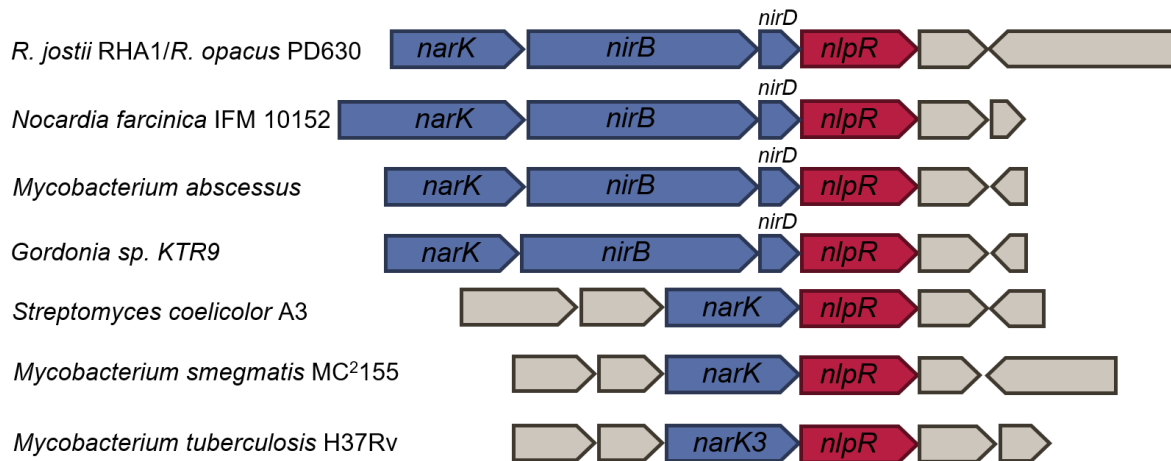 nirD
R. jostii RHA1/R. opacus PD630 narK nirB nlpR
nirD
Nocardia farcinica IFM 10152 narK nirB nlpR
nirD
Mycobacterium abscessus narK nirB nlpR
nirD
Gordonia sp. KTR9 narK nirB nlpR
Streptomyces coelicolor A3 narK nlpR
Mycobacterium smegmatis MC²155 narK nlpR
Mycobacterium tuberculosis H37Rv narK3 nlpR